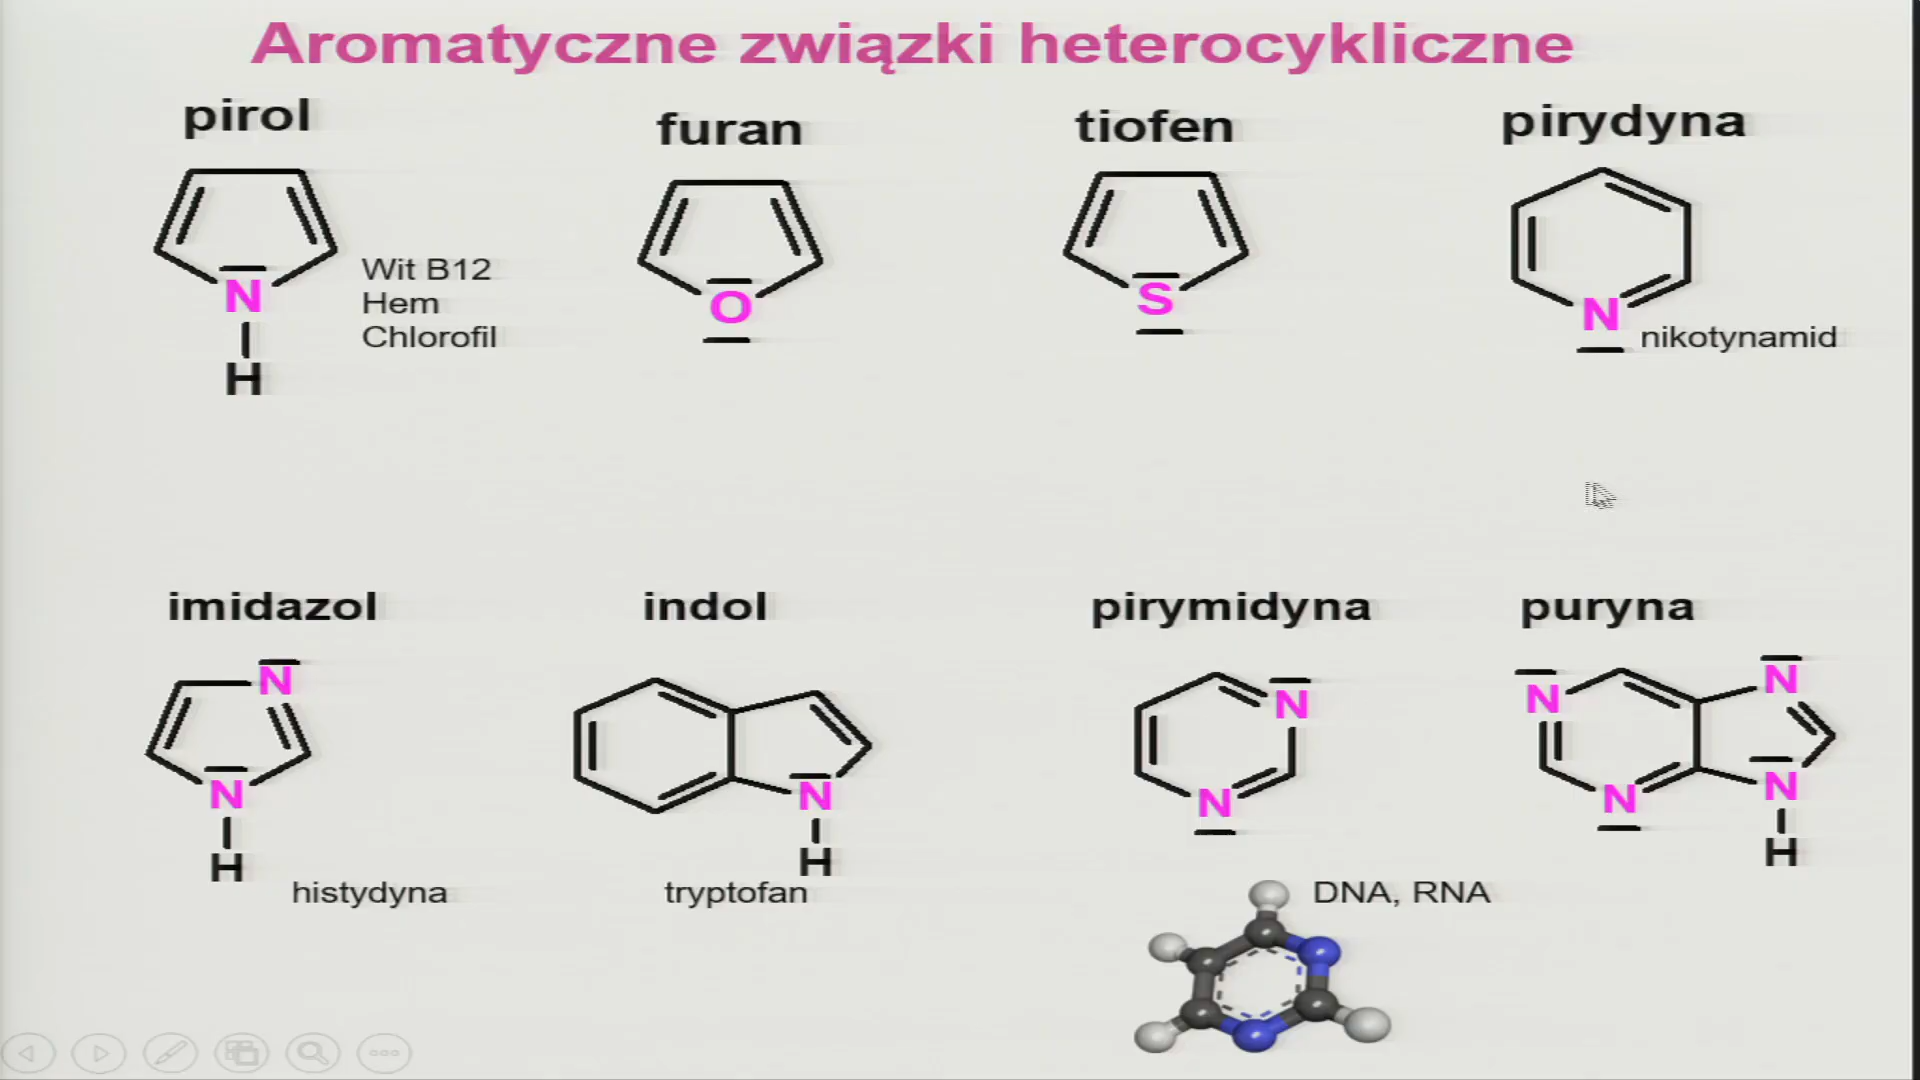 Aromatyczne związki heterocykliczne
pirol
furan
tiofen
pirydyna
Wit B12
Hem
Chlorofil
N
H
O
S
N
nikotynamid
imidazol
indol
pirymidyna
puryna
N
N
H
histydyna
N
H
tryptofan
N
N
DNA, RNA
N
N
N
N
H